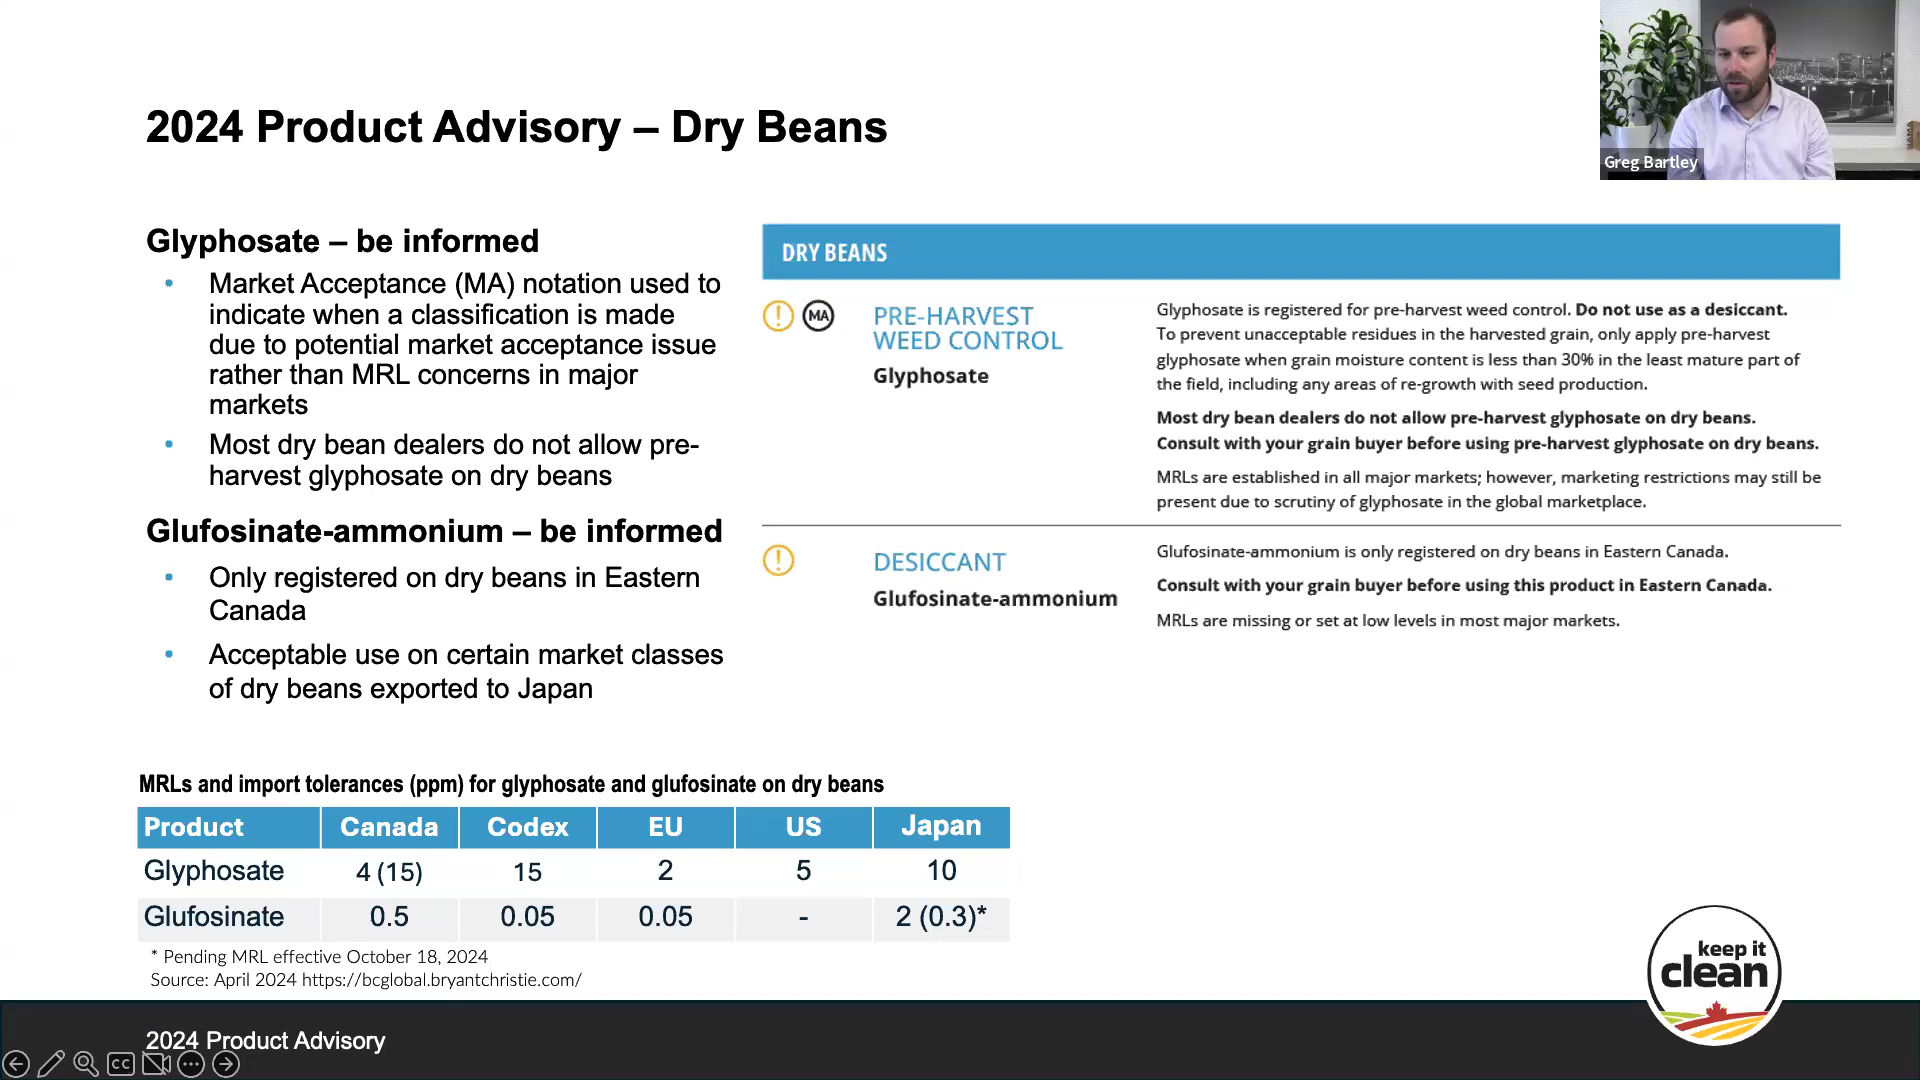 2024 Product Advisory – Dry Beans
Greg Bartley
Glyphosate – be informed
• Market Acceptance (MA) notation used to
indicate when a classification is made
due to potential market acceptance issue
rather than MRL concerns in major
markets
• Most dry bean dealers do not allow pre-
harvest glyphosate on dry beans
Glufosinate-ammonium – be informed
• Only registered on dry beans in Eastern
Canada
• Acceptable use on certain market classes
of dry beans exported to Japan
DRY BEANS
! MA
PRE-HARVEST
WEED CONTROL
Glyphosate
Glyphosate is registered for pre-harvest weed control. Do not use as a desiccant.
To prevent unacceptable residues in the harvested grain, only apply pre-harvest
glyphosate when grain moisture content is less than 30% in the least mature part of
the field, including any areas of re-growth with seed production.
Most dry bean dealers do not allow pre-harvest glyphosate on dry beans.
Consult with your grain buyer before using pre-harvest glyphosate on dry beans.
MRLs are established in all major markets; however, marketing restrictions may still be
present due to scrutiny of glyphosate in the global marketplace.
!
DESICCANT
Glufosinate-ammonium
Glufosinate-ammonium is only registered on dry beans in Eastern Canada.
Consult with your grain buyer before using this product in Eastern Canada.
MRLs are missing or set at low levels in most major markets.
MRLs and import tolerances (ppm) for glyphosate and glufosinate on dry beans
Product Canada Codex EU US Japan
Glyphosate 4 (15) 15 2 5 10
Glufosinate 0.5 0.05 0.05 - 2 (0.3)*
* Pending MRL effective October 18, 2024
Source: April 2024 https://bcglobal.bryantchristie.com/
keep it
clean
2024 Product Advisory
CC